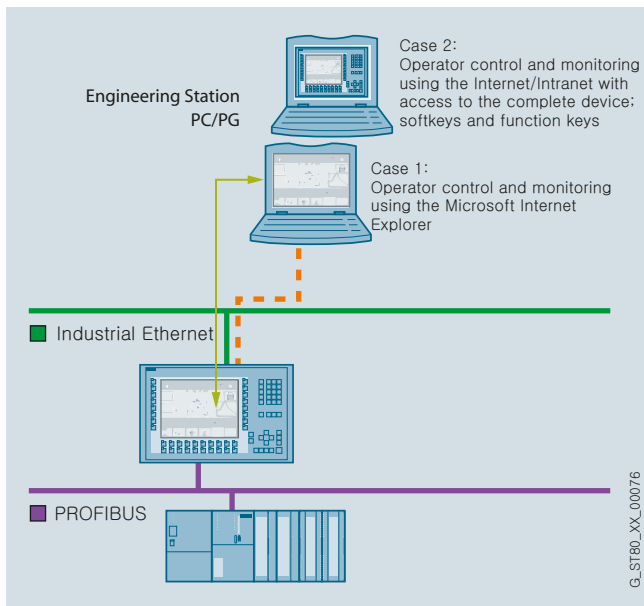 Case 2:
Operator control and monitoring
using the Internet/Intranet with
access to the complete device;
softkeys and function keys
Engineering Station
PC/PG
Case 1:
Operator control and monitoring
using the Microsoft Internet
Explorer
Industrial Ethernet
PROFIBUS
G_ST80_XX_00076